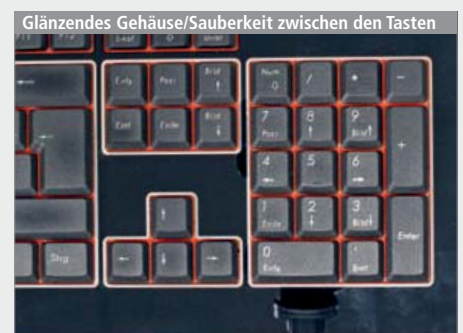 Glänzendes Gehäuse/Sauberkeit zwischen den Tasten
Einfg Pos1 Bild ↑
Entf Ende Bild ↓
Num / * -
7 8 9
Pos1 ↑ Bild↑
+
4 5 6
← →
1 2 3
Ende ↓ Bild↓
Enter
Strg ← ↓ →
↑
0 ,
Einfg Entf